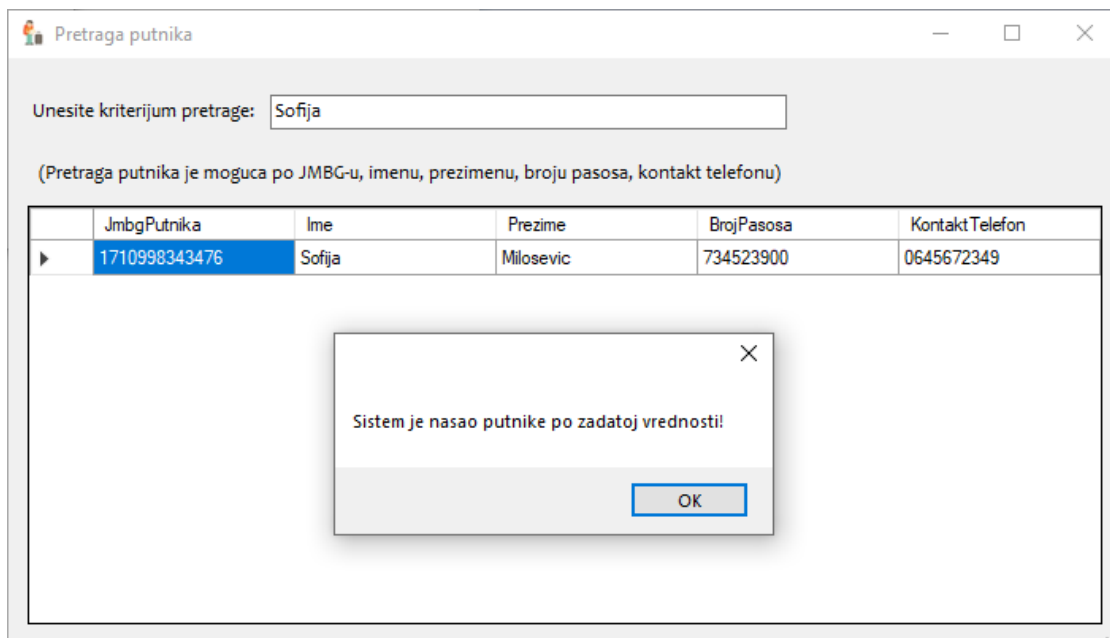 Pretraga putnika
Unesite kriterijum pretrage: Sofija
(Pretraga putnika je moguca po JMBG-u, imenu, prezimenu, broju pasosa, kontakt telefonu)
JmbgPutnika Ime Prezime BrojPasosa KontaktTelefon
1710998343476 Sofija Milosevic 734523900 0645672349
Sistem je nasao putnike po zadatoj vrednosti!
OK